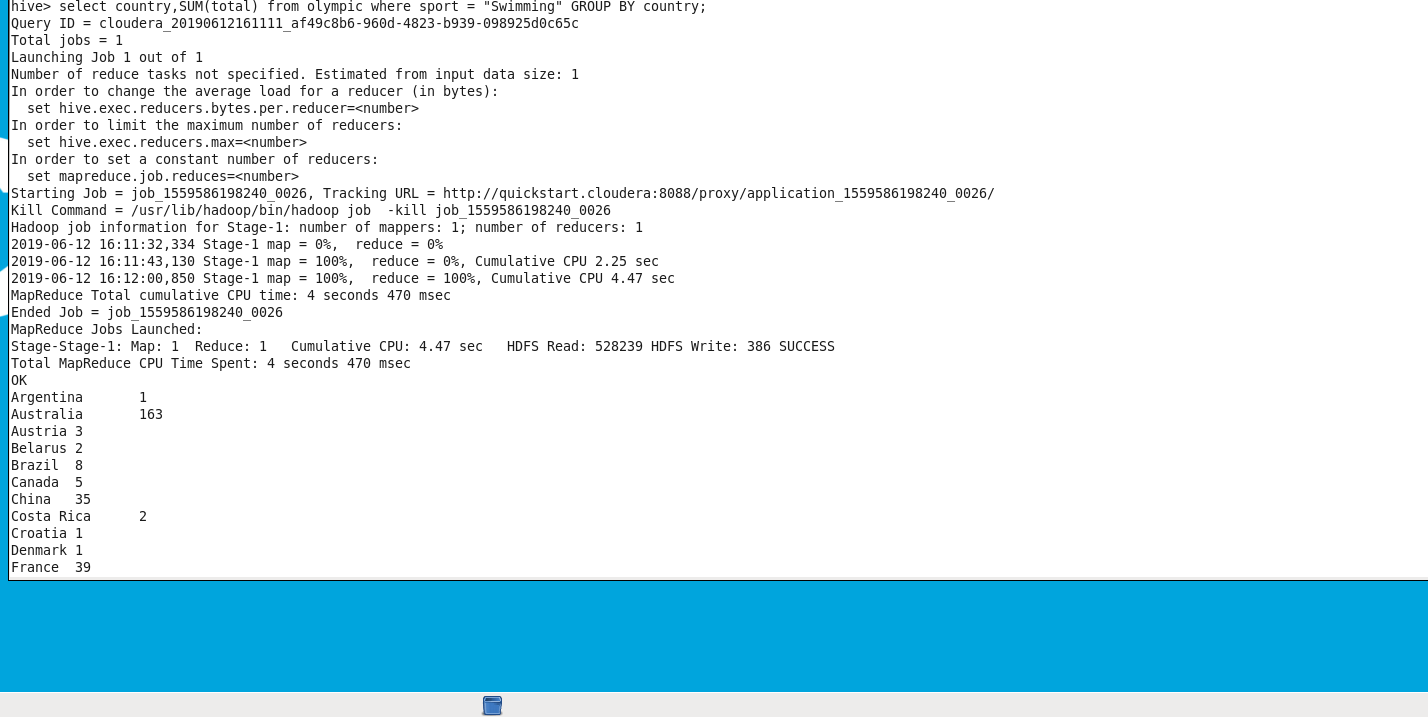 hive> select country,SUM(total) from olympic where sport = "Swimming" GROUP BY country;
Query ID = cloudera_20190612161111_af49c8b6-960d-4823-b939-098925d0c65c
Total jobs = 1
Launching Job 1 out of 1
Number of reduce tasks not specified. Estimated from input data size: 1
In order to change the average load for a reducer (in bytes):
  set hive.exec.reducers.bytes.per.reducer=<number>
In order to limit the maximum number of reducers:
  set hive.exec.reducers.max=<number>
In order to set a constant number of reducers:
  set mapreduce.job.reduces=<number>
Starting Job = job_1559586198240_0026, Tracking URL = http://quickstart.cloudera:8088/proxy/application_1559586198240_0026/
Kill Command = /usr/lib/hadoop/bin/hadoop job  -kill job_1559586198240_0026
Hadoop job information for Stage-1: number of mappers: 1; number of reducers: 1
2019-06-12 16:11:32,334 Stage-1 map = 0%,  reduce = 0%
2019-06-12 16:11:43,130 Stage-1 map = 100%,  reduce = 0%, Cumulative CPU 2.25 sec
2019-06-12 16:12:00,850 Stage-1 map = 100%,  reduce = 100%, Cumulative CPU 4.47 sec
MapReduce Total cumulative CPU time: 4 seconds 470 msec
Ended Job = job_1559586198240_0026
MapReduce Jobs Launched:
Stage-Stage-1: Map: 1  Reduce: 1   Cumulative CPU: 4.47 sec   HDFS Read: 528239 HDFS Write: 386 SUCCESS
Total MapReduce CPU Time Spent: 4 seconds 470 msec
OK
Argentina       1
Australia       163
Austria 3
Belarus 2
Brazil  8
Canada  5
China   35
Costa Rica      2
Croatia 1
Denmark 1
France  39